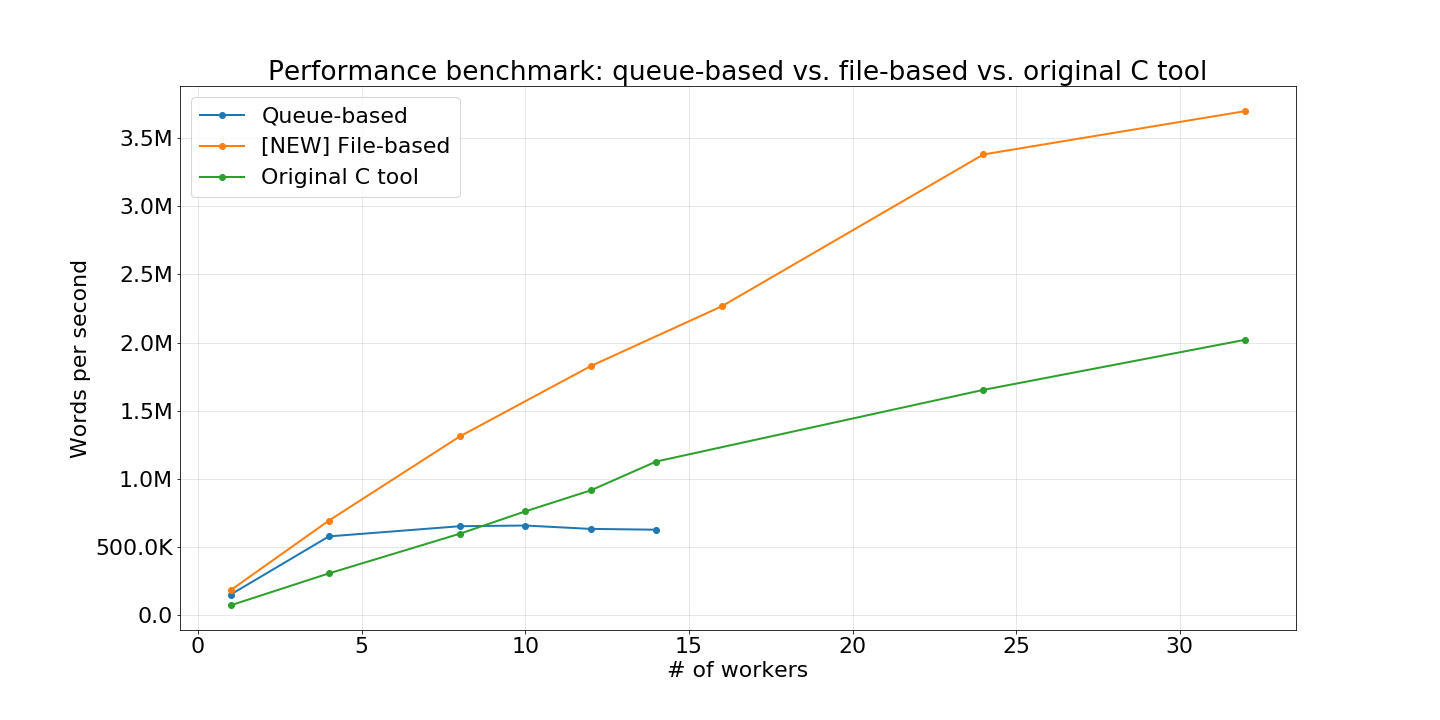 Performance benchmark: queue-based vs. file-based vs. original C tool
Queue-based
[NEW] File-based
Original C tool
3.5M
3.0M
2.5M
2.0M
1.5M
1.0M
500.0K
0.0
Words per second
0 5 10 15 20 25 30
# of workers